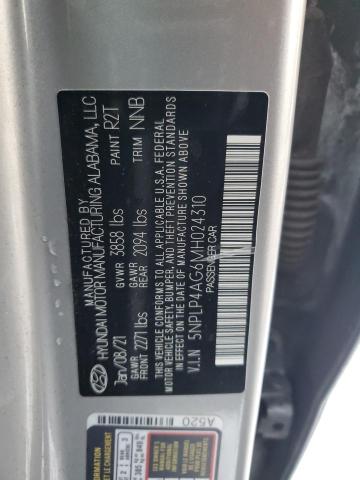 MANUFACTURED BY
HYUNDAI MOTOR MANUFACTURING ALABAMA, LLC
Jan/08/21 GVWR 3858 lbs PAINT R2T
GAWR FRONT 2271 lbs GAWR REAR 2094 lbs TRIM NNB
THIS VEHICLE CONFORMS TO ALL APPLICABLE U.S.A. FEDERAL
MOTOR VEHICLE SAFETY, BUMPER, AND THEFT PREVENTION STANDARDS
IN EFFECT ON THE DATE OF MANUFACTURE SHOWN ABOVE
V.I.N 5NPLP4AG6MH024310
PASSENGER CAR
A520